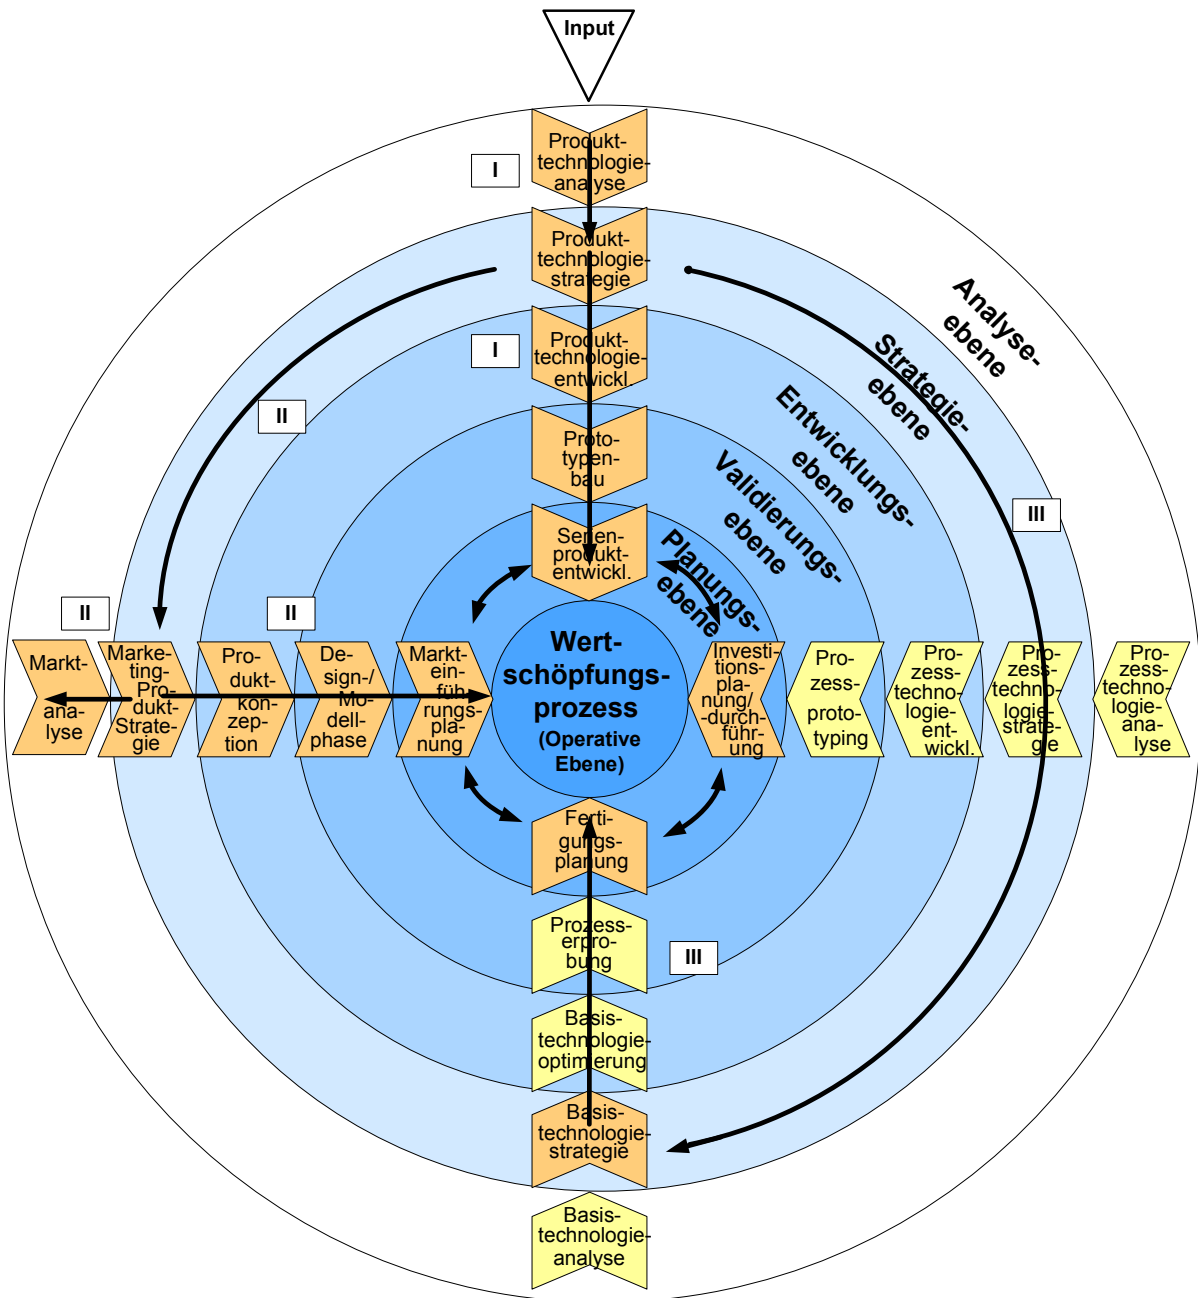 Input
Produkt-
technologie-
analyse
I
Produkt-
technologie-
strategie
I
Produkt-
technologie-
entwickl.
Proto-
typen-
bau
Serien-
produkt-
entwickl.
Analyse-
ebene
Strategie-
ebene
Entwicklungs-
ebene
Validierungs-
ebene
Planungs-
ebene
II
III
II
II
Markt-
analyse
Marke-
ting-
Pro-
dukt-
Strate-
gie
Pro-
dukt-
kon-
zep-
tion
De-
sign-/
Mo-
dell-
phase
Markt-
ein-
füh-
rungs-
pla-
nung
Wert-
schöpfungs-
prozess
(Operative
Ebene)
Investi-
tions-
pla-
nung/
-durch-
füh-
rung
Pro-
zess-
proto-
typing
Pro-
zess-
techno-
logie-
ent-
wickl.
Pro-
zess-
techno-
logie-
strate-
gie
Pro-
zess-
techno-
logie-
ana-
lyse
Ferti-
gungs-
planung
Prozess-
erpro-
bung
III
Basis-
technologie-
optimierung
Basis-
technologie-
strategie
Basis-
technologie-
analyse